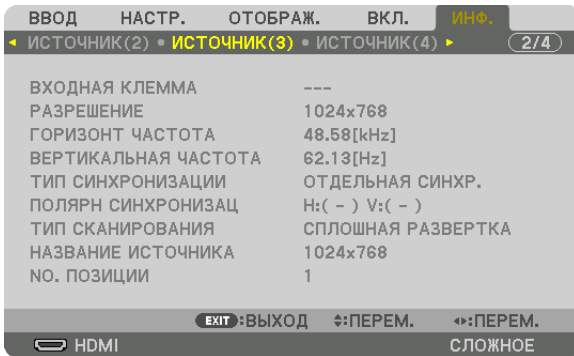 ВВОД НАСТР. ОТОБРАЖ. ВКЛ. ИНФ.
◄ ИСТОЧНИК(2) • ИСТОЧНИК(3) • ИСТОЧНИК(4) ► 2/4
ВХОДНАЯ КЛЕММА ---
РАЗРЕШЕНИЕ 1024x768
ГОРИЗОНТ ЧАСТОТА 48.58[kHz]
ВЕРТИКАЛЬНАЯ ЧАСТОТА 62.13[Hz]
ТИП СИНХРОНИЗАЦИИ ОТДЕЛЬНАЯ СИНХР.
ПОЛЯРН СИНХРОНИЗАЦ H:( – ) V:( – )
ТИП СКАНИРОВАНИЯ СПЛОШНАЯ РАЗВЕРТКА
НАЗВАНИЕ ИСТОЧНИКА 1024x768
NO. ПОЗИЦИИ 1
EXIT :ВЫХОД :ПЕРЕМ. :ПЕРЕМ.
HDMI СЛОЖНОЕ